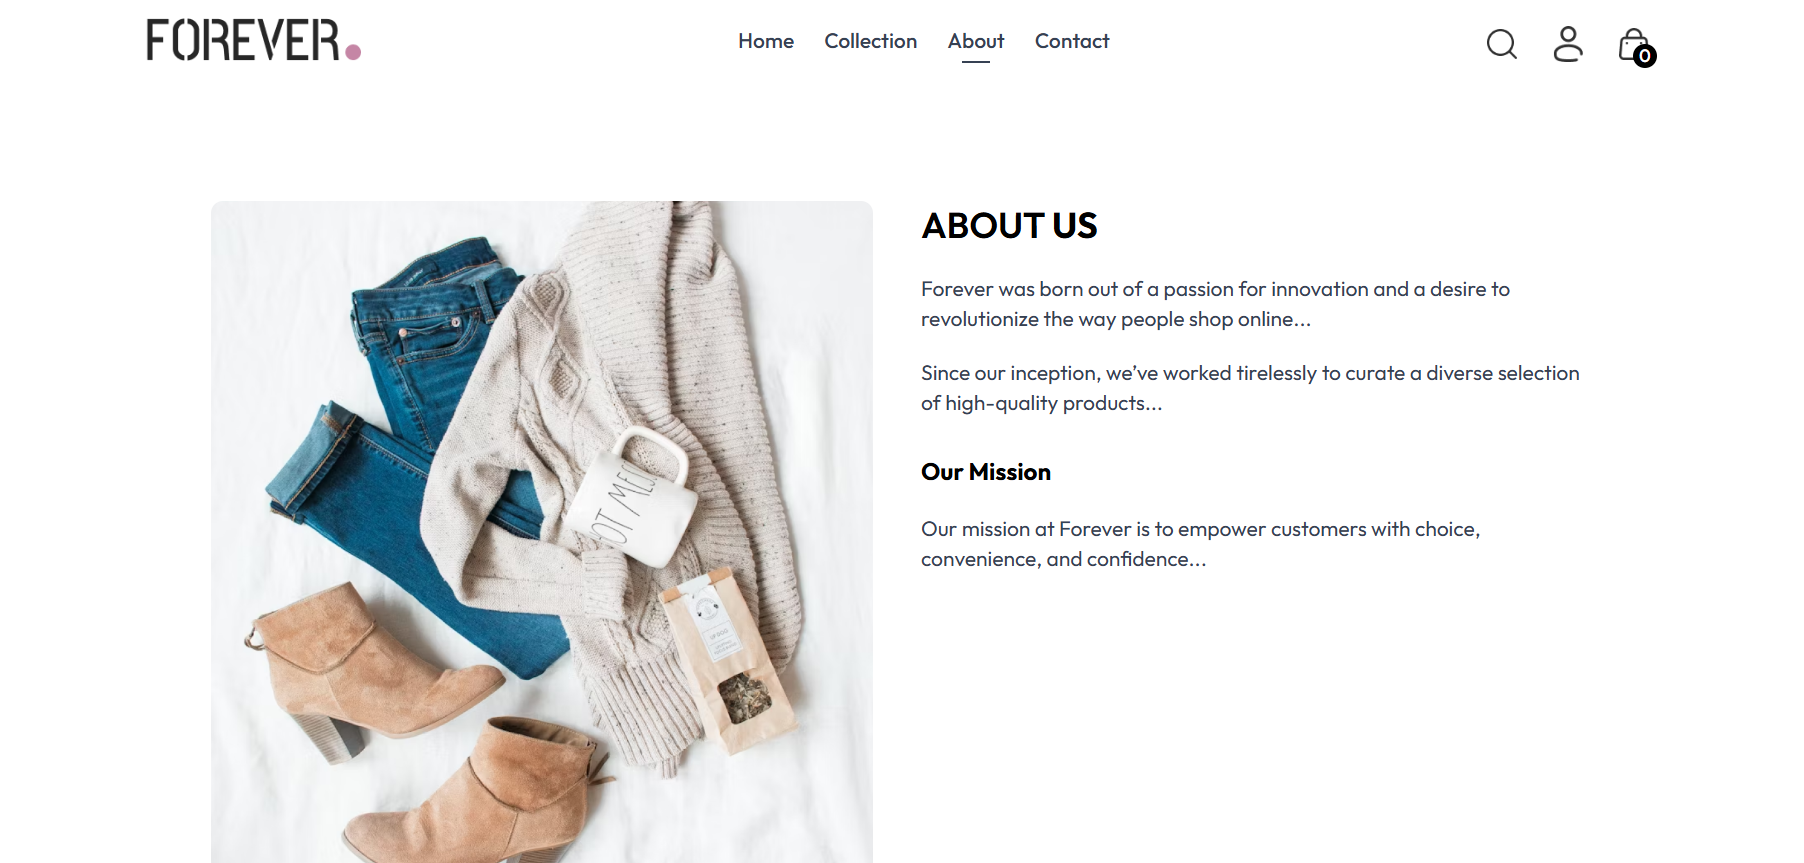 FOREVER.
Home Collection About Contact
0
ABOUT US
Forever was born out of a passion for innovation and a desire to
revolutionize the way people shop online...
Since our inception, we've worked tirelessly to curate a diverse selection
of high-quality products...
Our Mission
Our mission at Forever is to empower customers with choice,
convenience, and confidence...